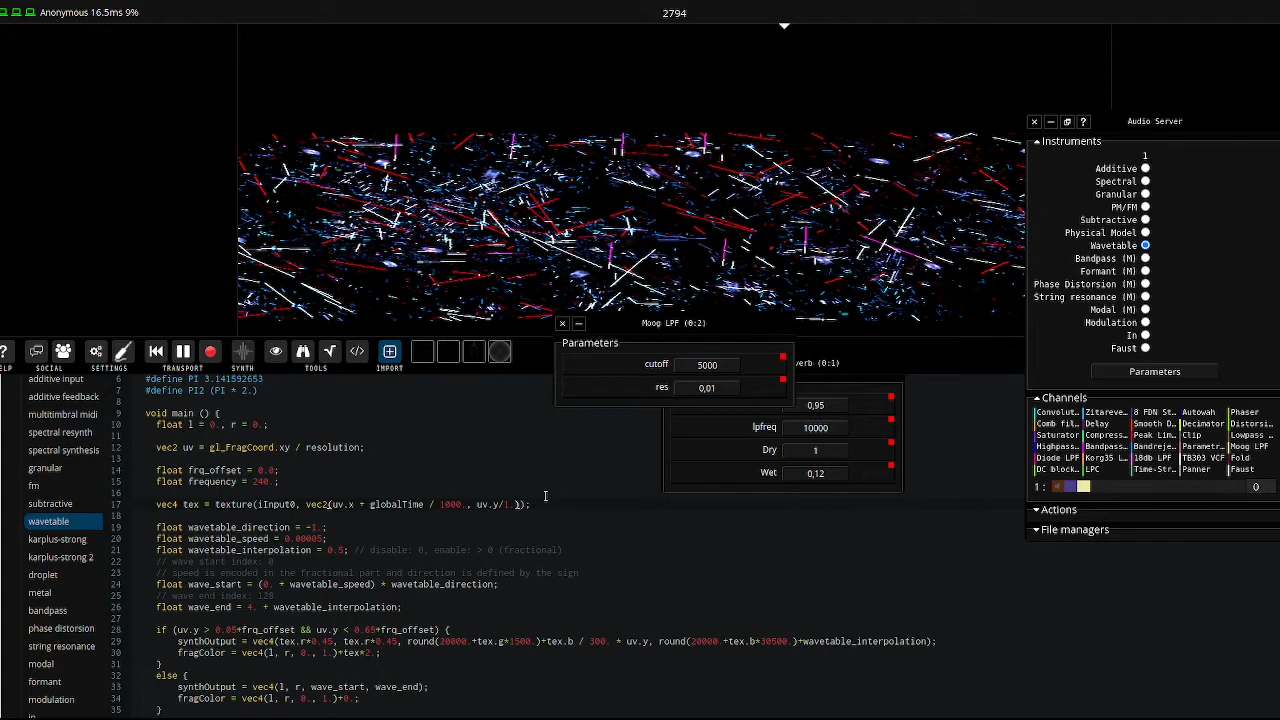 Anonymous 16.5ms 9%
2794
Audio Server
Instruments
1
Additive
Spectral
Granular
PM/FM
Subtractive
Physical Model
Wavetable
Bandpass (M)
Formant (M)
Phase Distorsion (M)
String resonance (M)
Modal (M)
Modulation
In
Faust
Parameters
Channels
Convolut Zitareve 8 FDN St Autowah Phaser
Comb fil Delay Smooth D Decimator Distorsi
Saturator Compress Peak Lim Clip Lowpass
Highpass Bandpass Bandreje Parametr Moog LPF
Diode LPF Korg35 L 18db LPF TB303 VCF Fold
DC block LPC Time-Str Panner Faust
1: 0
Actions
File managers
Moog LPF (0:2)
Parameters
cutoff 5000
res 0,01
verb (0:1)
0,95
lpfreq 10000
Dry 1
Wet 0,12
ELP SOCIAL SETTINGS TRANSPORT SYNTH TOOLS IMPORT
additive input
additive feedback
multitimbral midi
spectral resynth
spectral synthesis
granular
fm
subtractive
wavetable
karplus-strong
karplus-strong 2
droplet
metal
bandpass
phase distorsion
string resonance
modal
formant
modulation
in
6 #define PI 3.141592653
7 #define PI2 (PI * 2.)
8
9 void main () {
10 float l = 0., r = 0.;
11
12 vec2 uv = gl_FragCoord.xy / resolution;
13
14 float frq_offset = 0.0;
15 float frequency = 240.;
16
17 vec4 tex = texture(iInput0, vec2(uv.x + globalTime / 1000., uv.y/1.));
18
19 float wavetable_direction = -1.;
20 float wavetable_speed = 0.00005;
21 float wavetable_interpolation = 0.5; // disable: 0, enable: > 0 (fractional)
22 // wave start index: 0
23 // speed is encoded in the fractional part and direction is defined by the sign
24 float wave_start = (0. + wavetable_speed) * wavetable_direction;
25 // wave end index: 128
26 float wave_end = 4. + wavetable_interpolation;
27
28 if (uv.y > 0.05+frq_offset && uv.y < 0.65+frq_offset) {
29 synthOutput = vec4(tex.r*0.45, tex.r*0.45, round(20000.+tex.g*1500.)+tex.b / 300. * uv.y, round(20000.+tex.b*30500.)+wavetable_interpolation);
30 fragColor = vec4(l, r, 0., 1.)+tex*2.;
31 }
32 else {
33 synthOutput = vec4(l, r, wave_start, wave_end);
34 fragColor = vec4(l, r, 0., 1.)+0.;
35 }